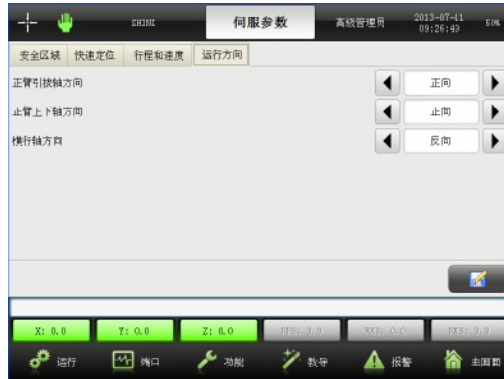 SHINI 伺服参数 高级管理员 2013-07-11 50%
09:26:49
安全区域 快速定位 行程和速度 运行方向
正臂引拔轴方向 正向
正臂上下轴方向 正向
横行轴方向 反向
X: 0.0 Y: 0.0 Z: 0.0
运行 端口 功能 教导 报警 主画面